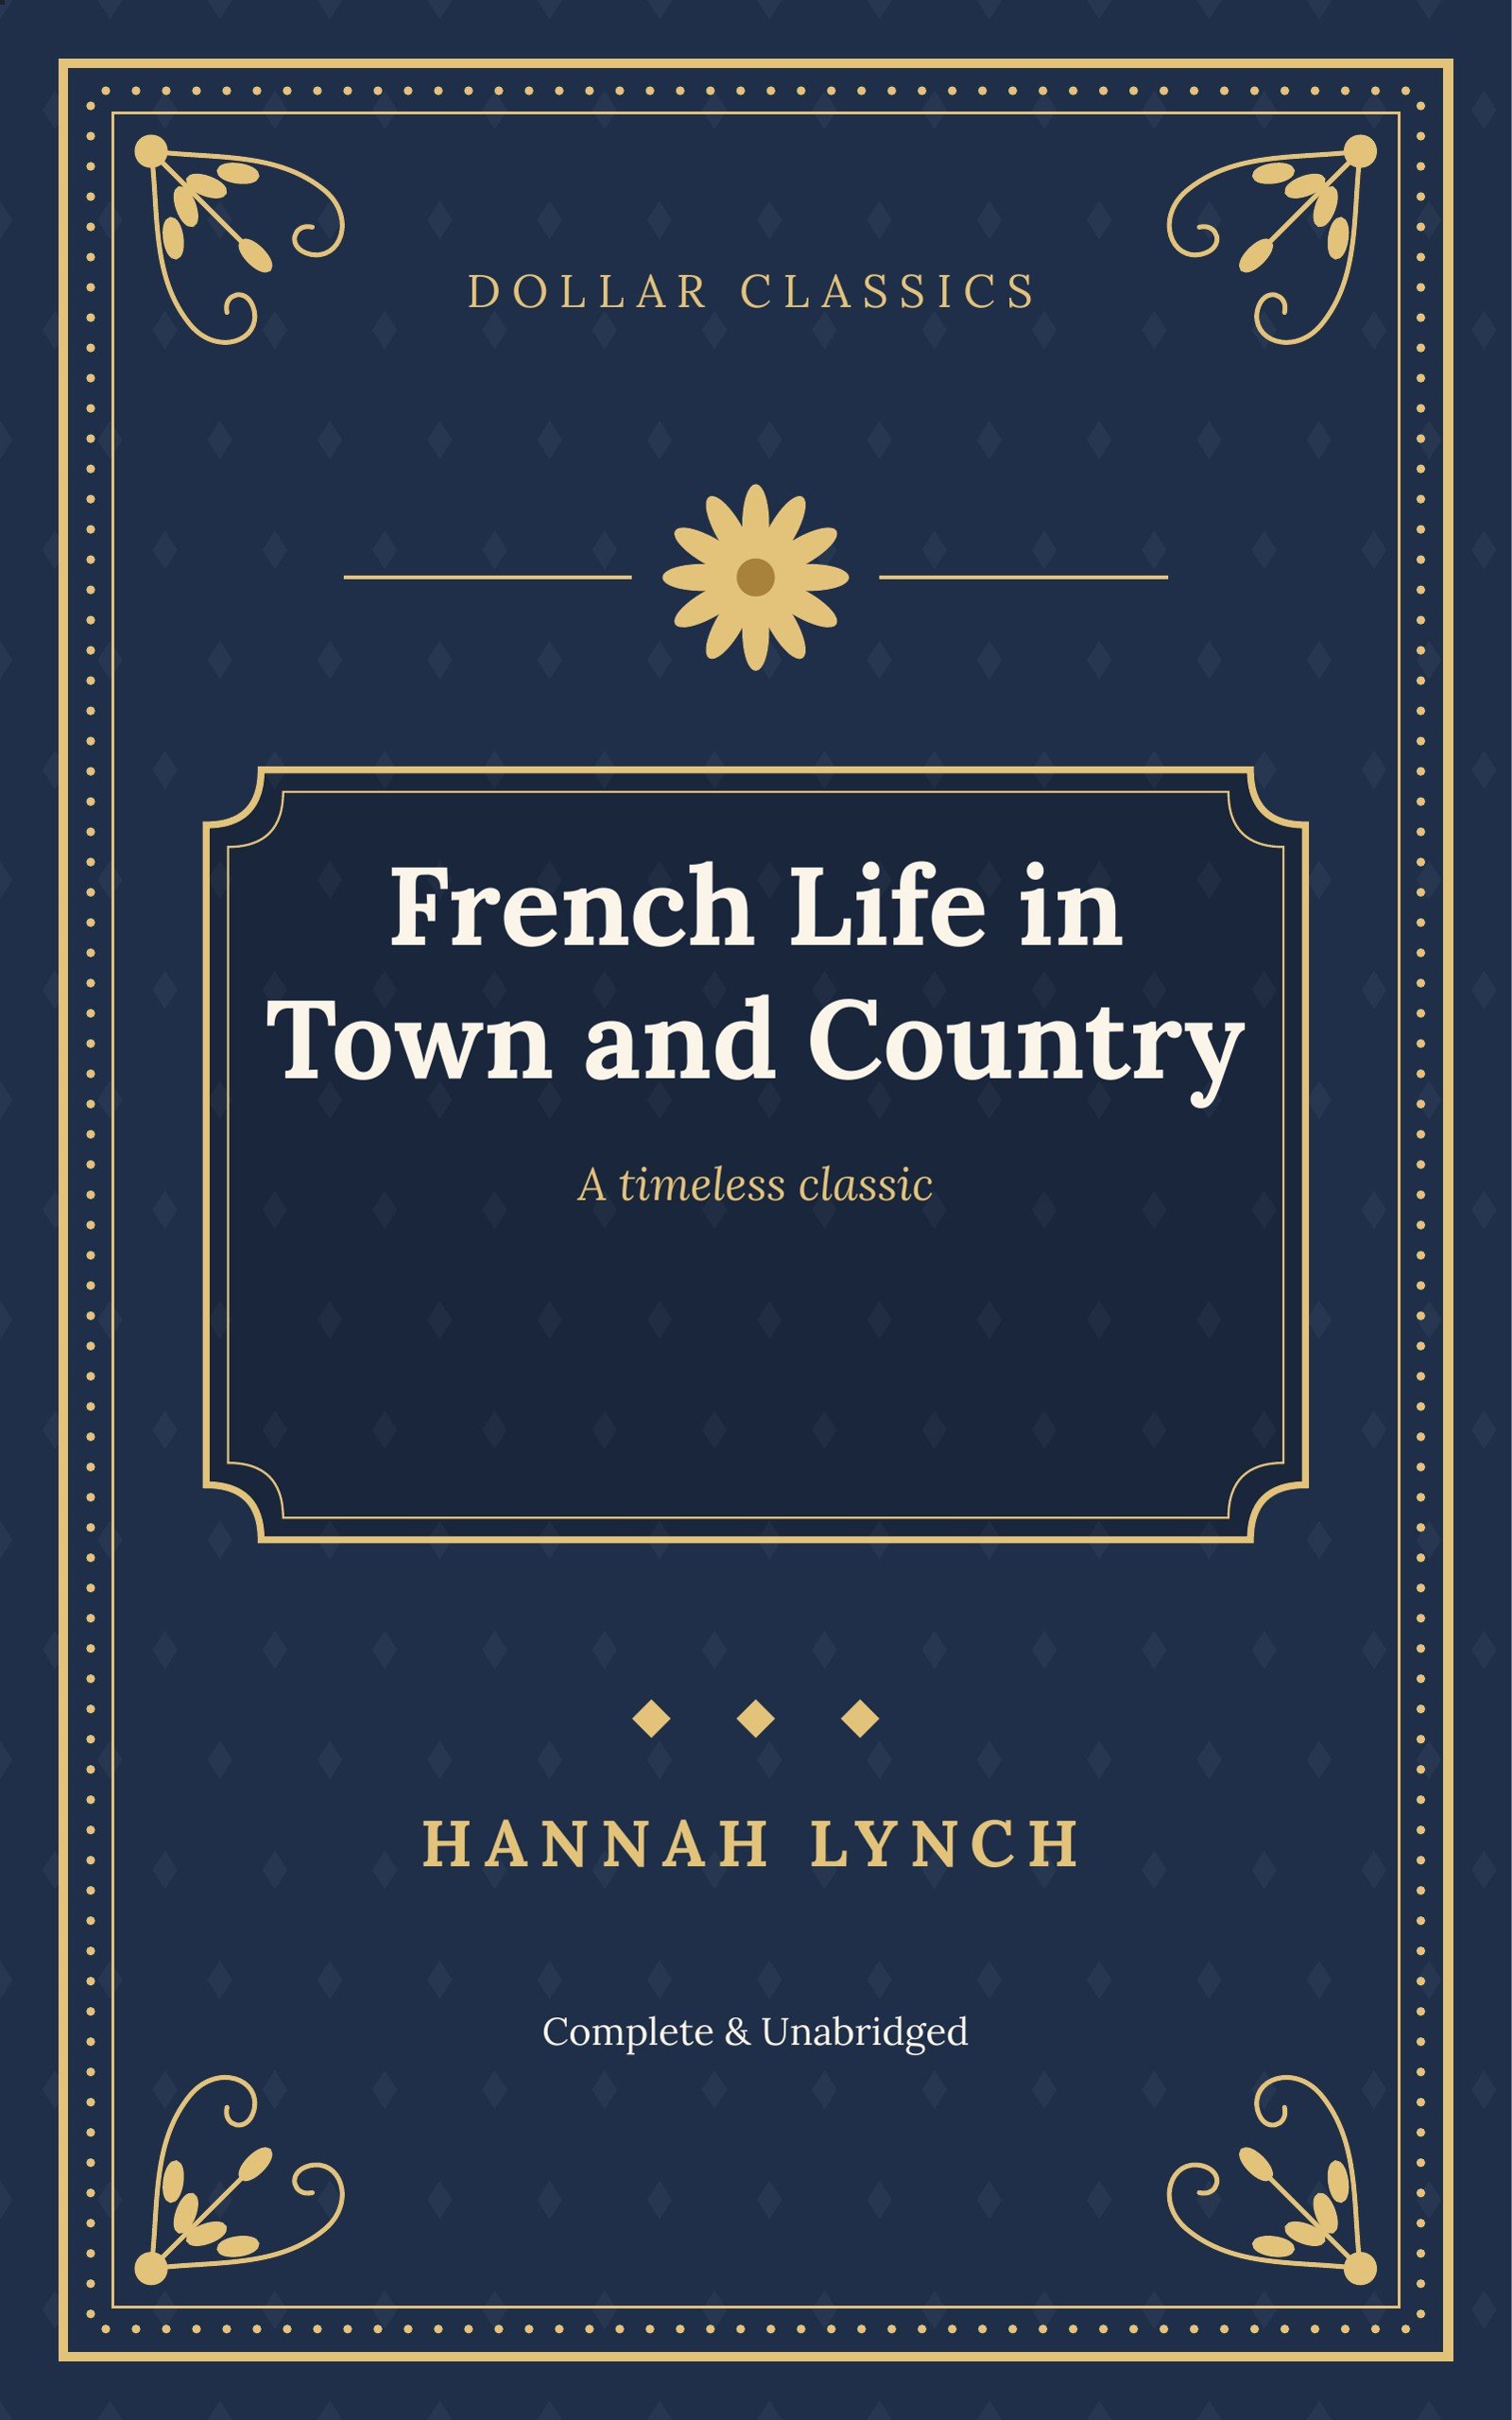 DOLLAR CLASSICS
French Life in
Town and Country
A timeless classic
HANNAH LYNCH
Complete & Unabridged